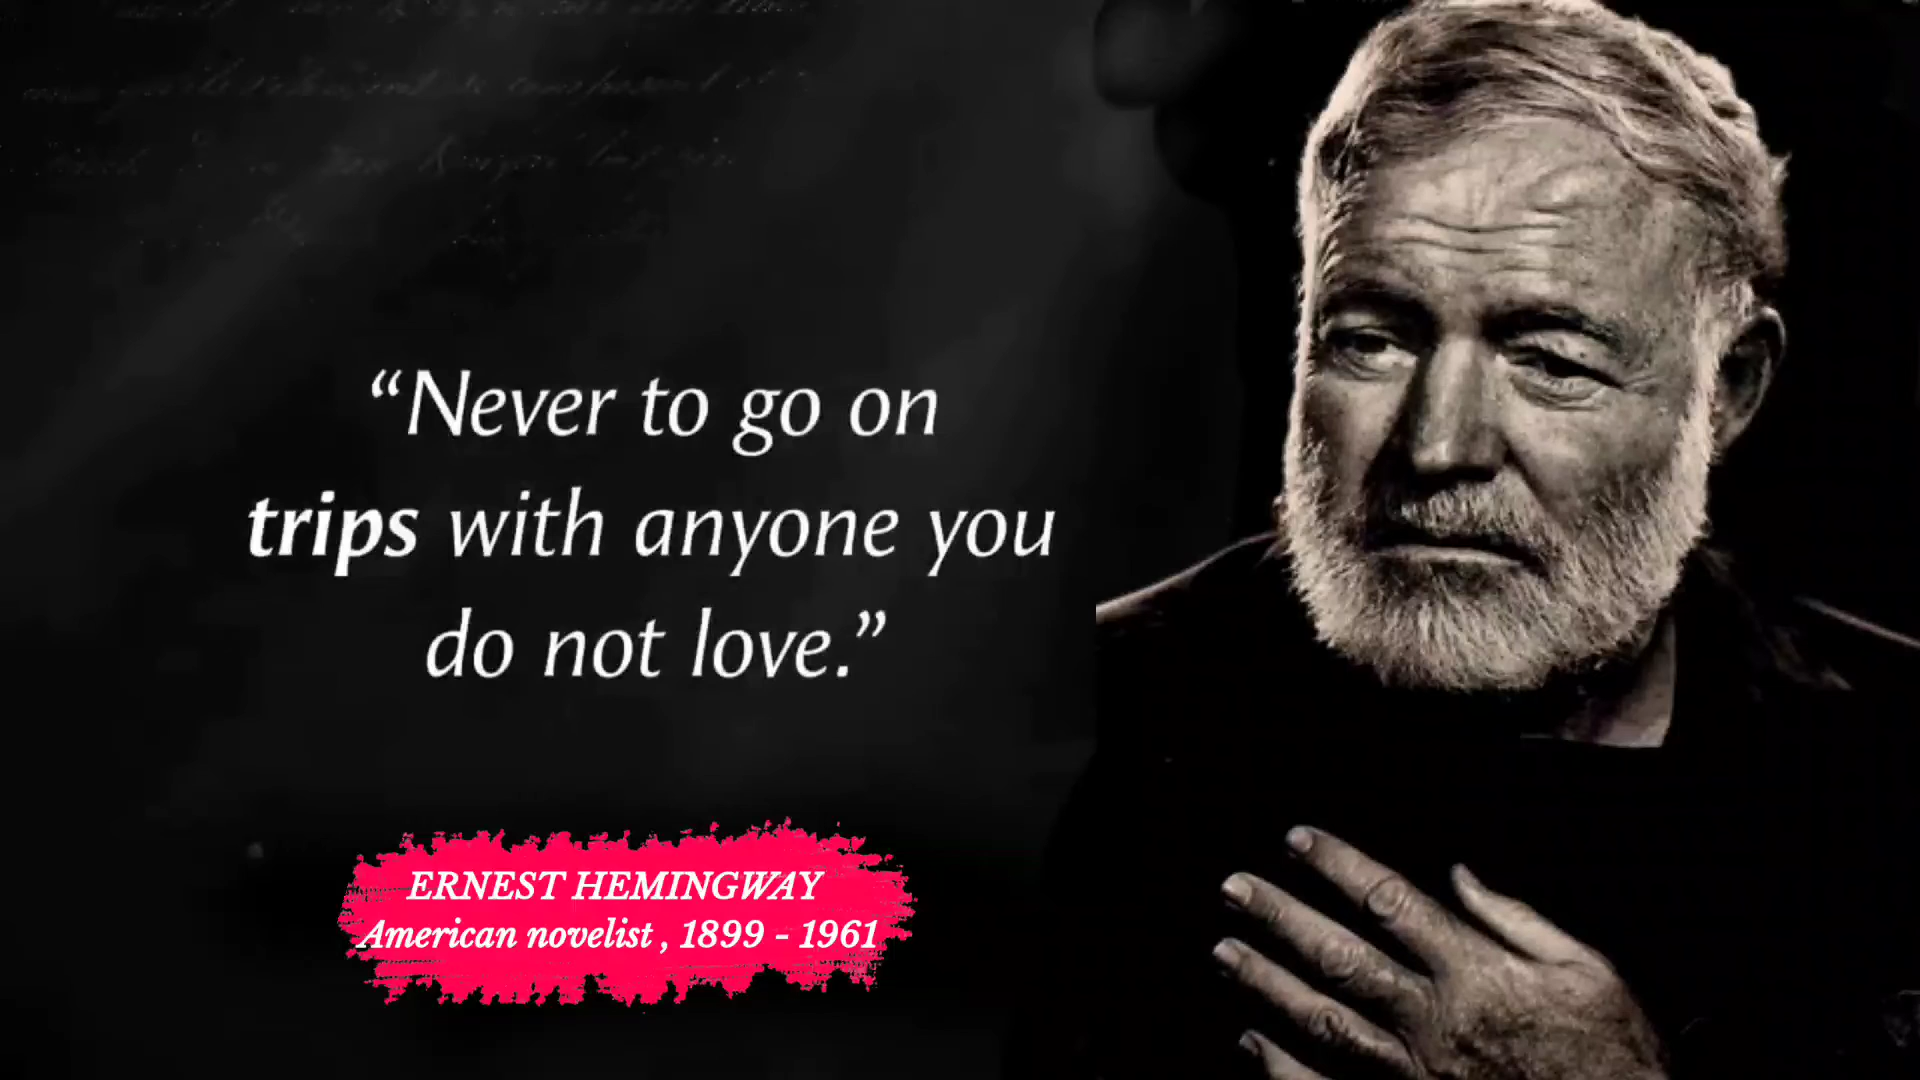 “Never to go on
trips with anyone you
do not love.”
ERNEST HEMINGWAY
American novelist , 1899 - 1961